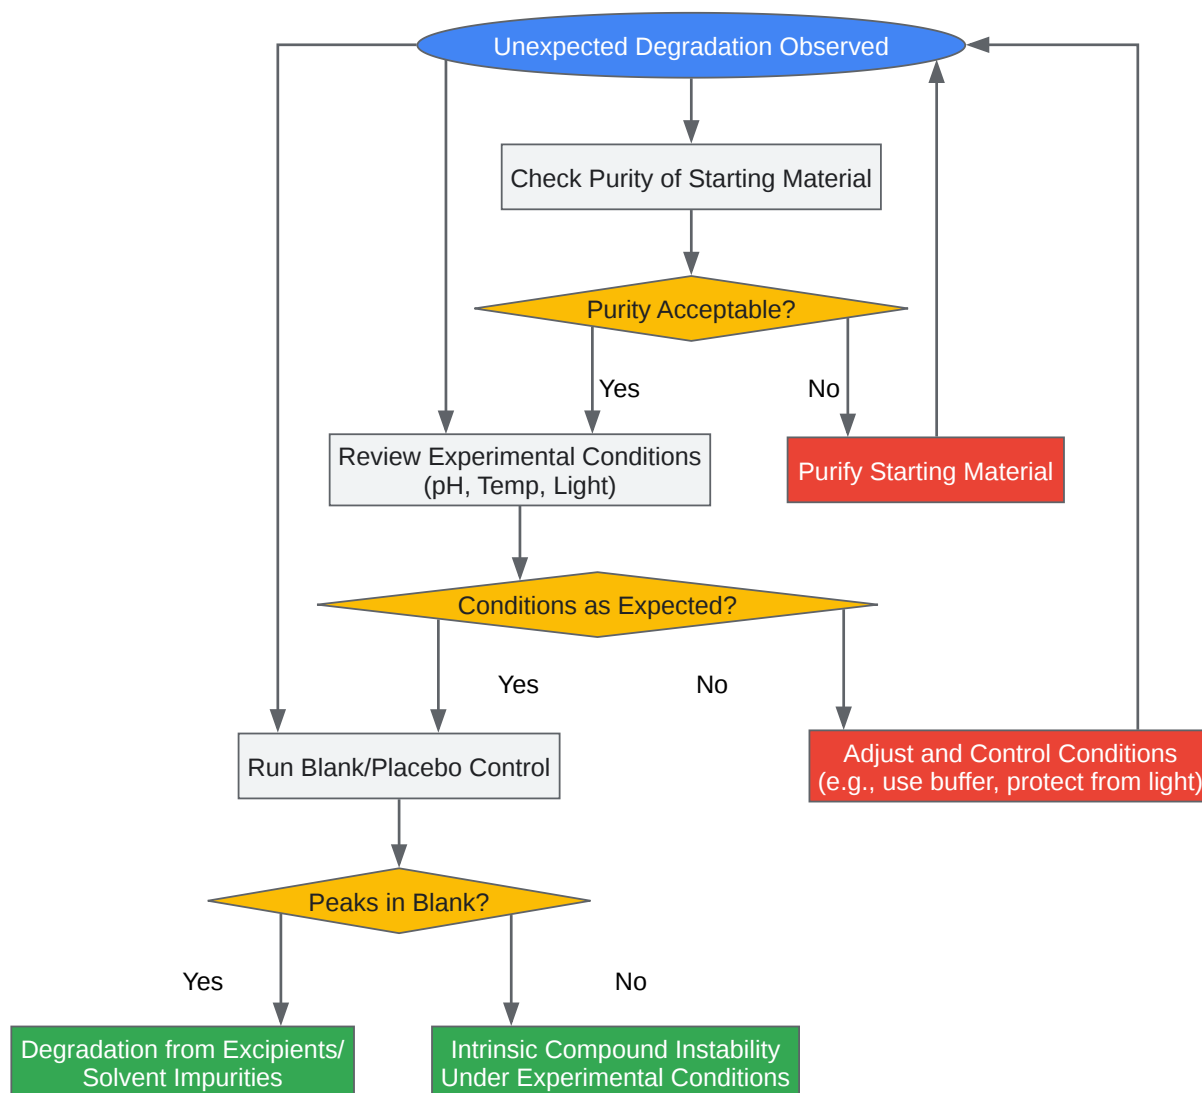 Unexpected Degradation Observed
Check Purity of Starting Material
Purity Acceptable?
Yes
No
Review Experimental Conditions
(pH, Temp, Light)
Purify Starting Material
Conditions as Expected?
Yes
No
Run Blank/Placebo Control
Adjust and Control Conditions
(e.g., use buffer, protect from light)
Peaks in Blank?
Yes
No
Degradation from Excipients/
Solvent Impurities
Intrinsic Compound Instability
Under Experimental Conditions